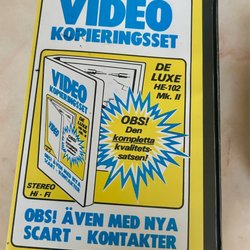 VIDEO
KOPIERINGSSET
DE
LUXE
HE-102
Mk. II
VIDEO
KOPIERINGSSET
OBS!
Den
kompletta
kvalitets-
satsen!
STEREO
Hi - Fi
OBS! ÄVEN MED NYA
SCART - KONTAKTER